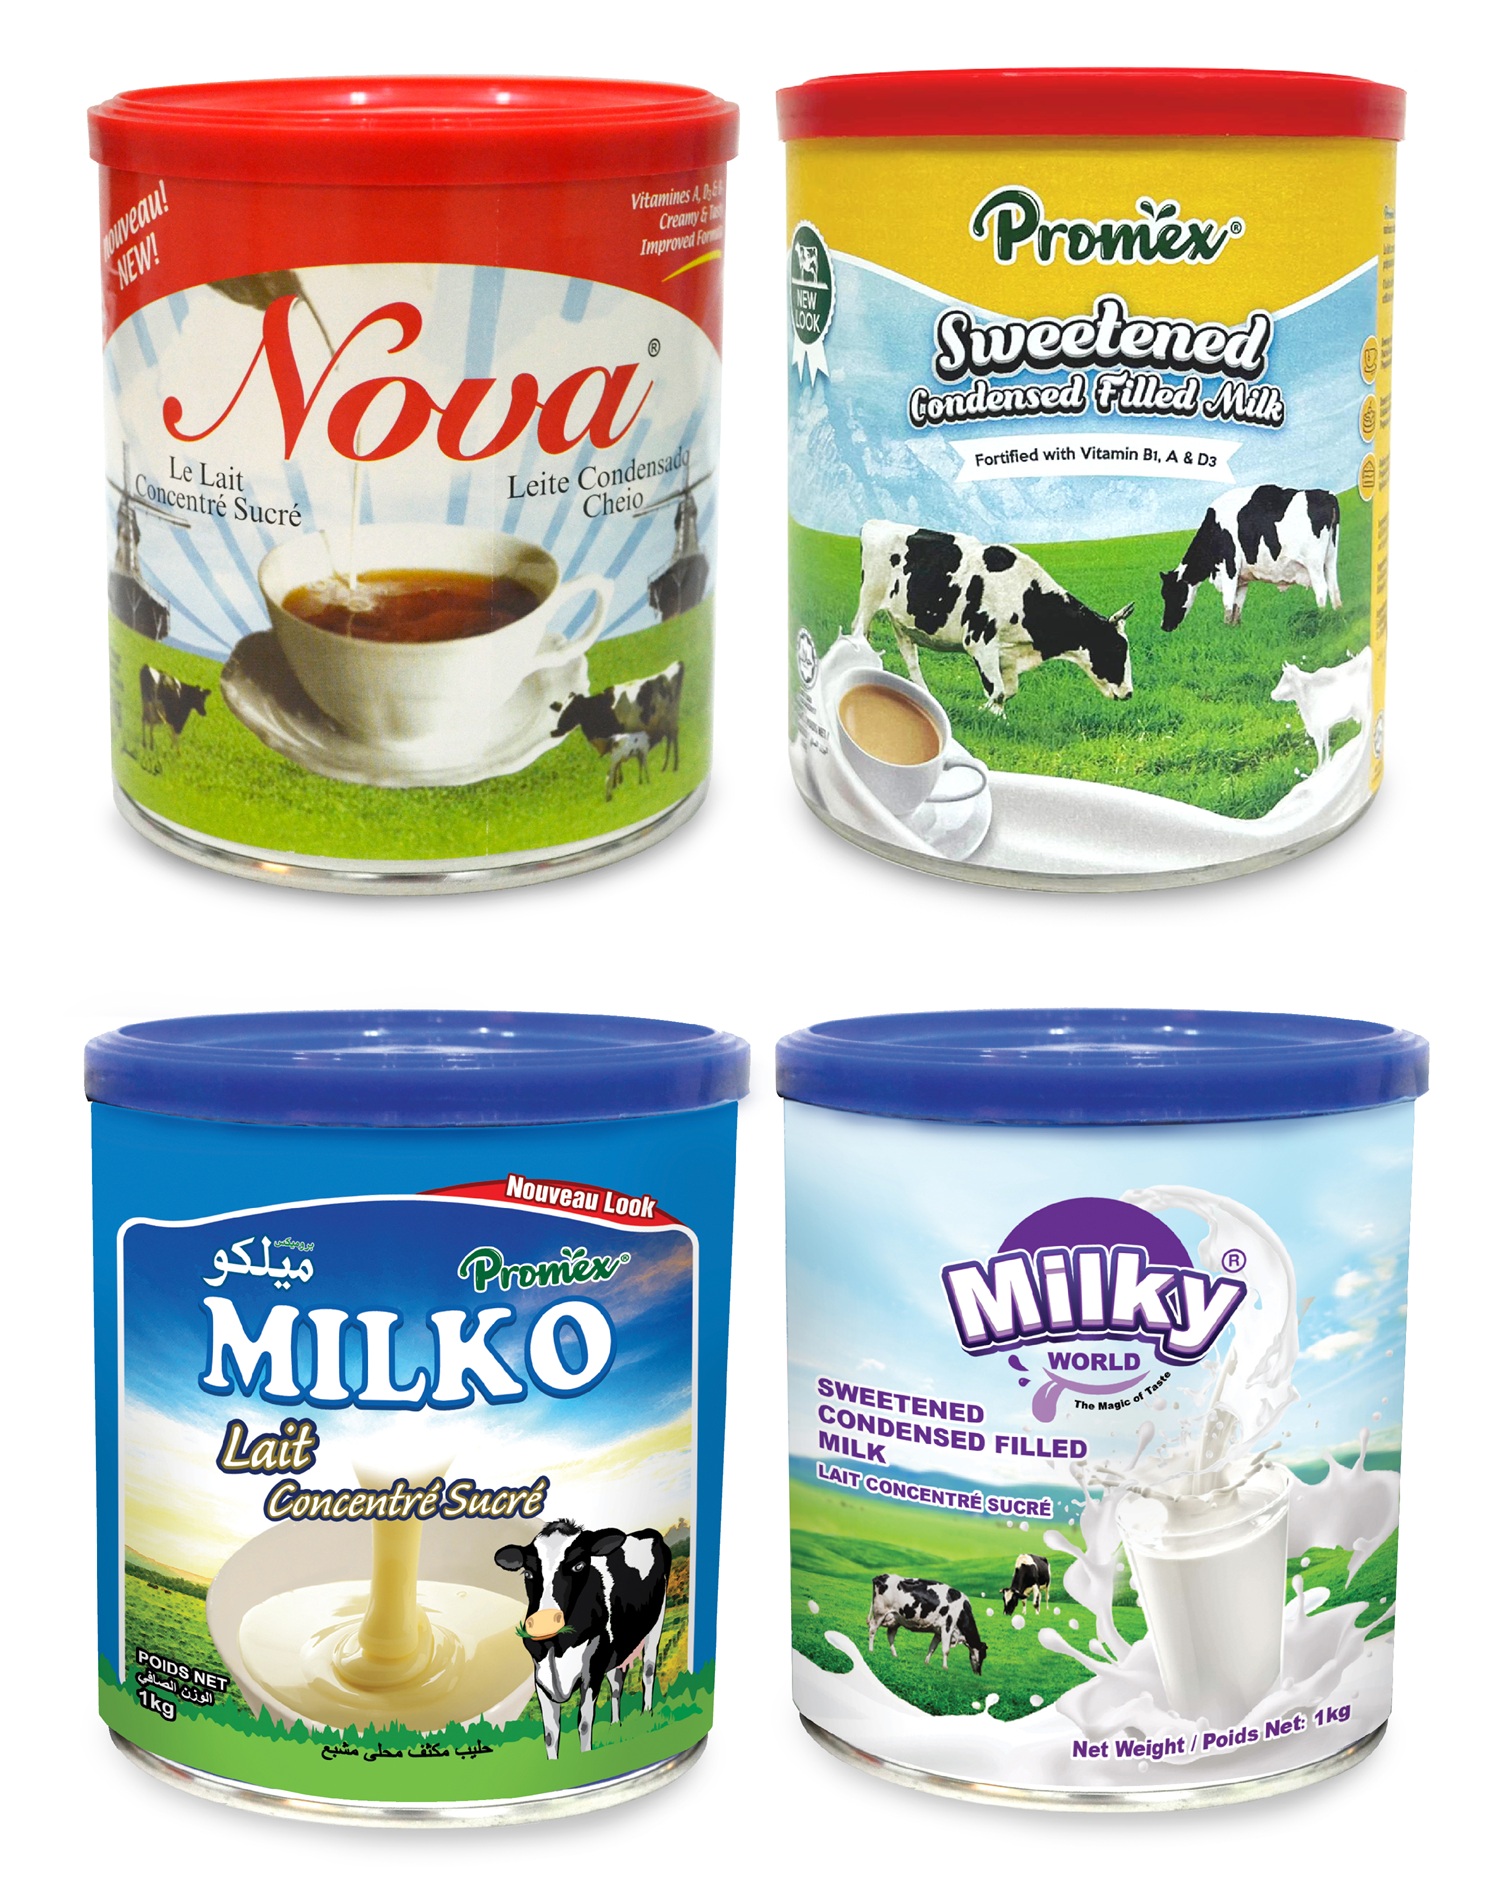 nouveau!
NEW!
Vitamines A, D3 &
Creamy &
Improved
Nova®
Le Lait
Concentré Sucré
Leite Condensado
Cheio
Promex®
NEW
LOOK
Sweetened
Condensed Filled Milk
Fortified with Vitamin B1, A & D3
Nouveau Look
بروميكس
ميلكو
Promex®
MILKO
Lait
Concentré Sucré
POIDS NET
الوزن الصافي
1kg
حليب مكثف محلى مشبع
Milky®
WORLD
The Magic of Taste
SWEETENED
CONDENSED FILLED
MILK
LAIT CONCENTRÉ SUCRÉ
Net Weight / Poids Net: 1kg